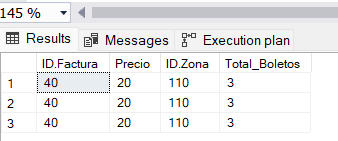 145 %
Results Messages Execution plan
ID.Factura Precio ID.Zona Total_Boletos
1 40 20 110 3
2 40 20 110 3
3 40 20 110 3